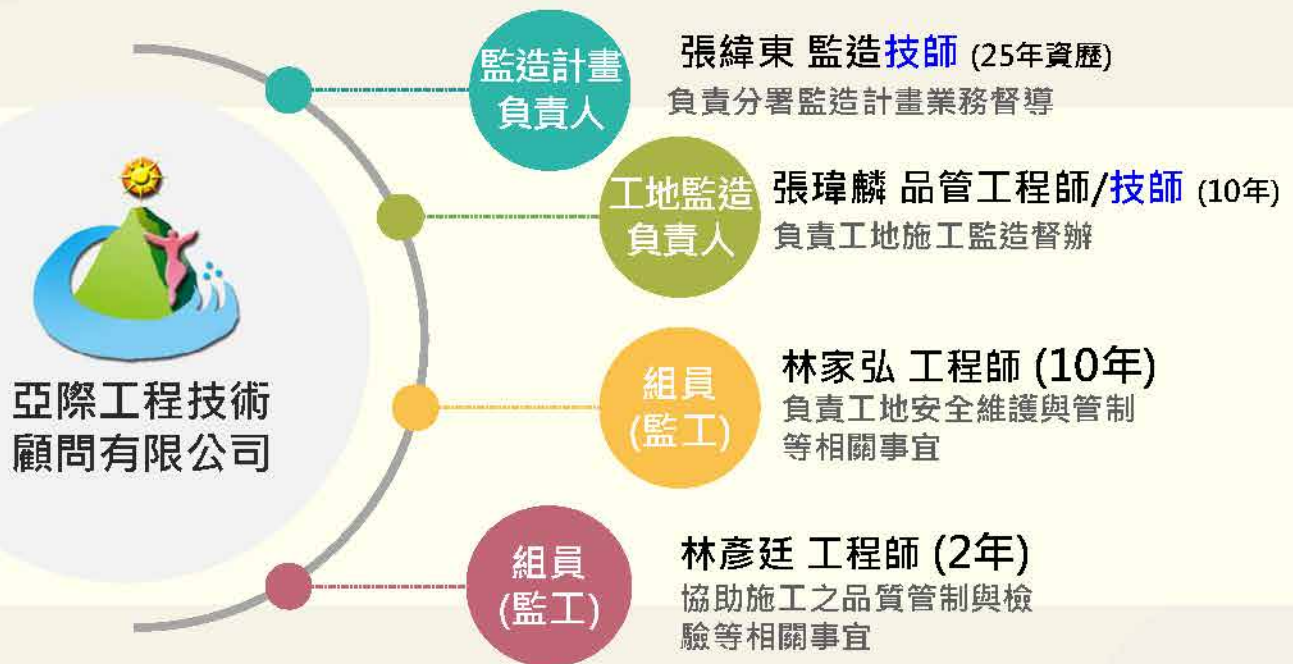 亞際工程技術
顧問有限公司
監造計畫
負責人
張緯東 監造技師 (25年資歷)
負責分署監造計畫業務督導
工地監造
負責人
張瑋麟 品管工程師/技師 (10年)
負責工地施工監造督辦
組員
(監工)
林家弘 工程師 (10年)
負責工地安全維護與管制
等相關事宜
組員
(監工)
林彥廷 工程師 (2年)
協助施工之品質管制與檢
驗等相關事宜